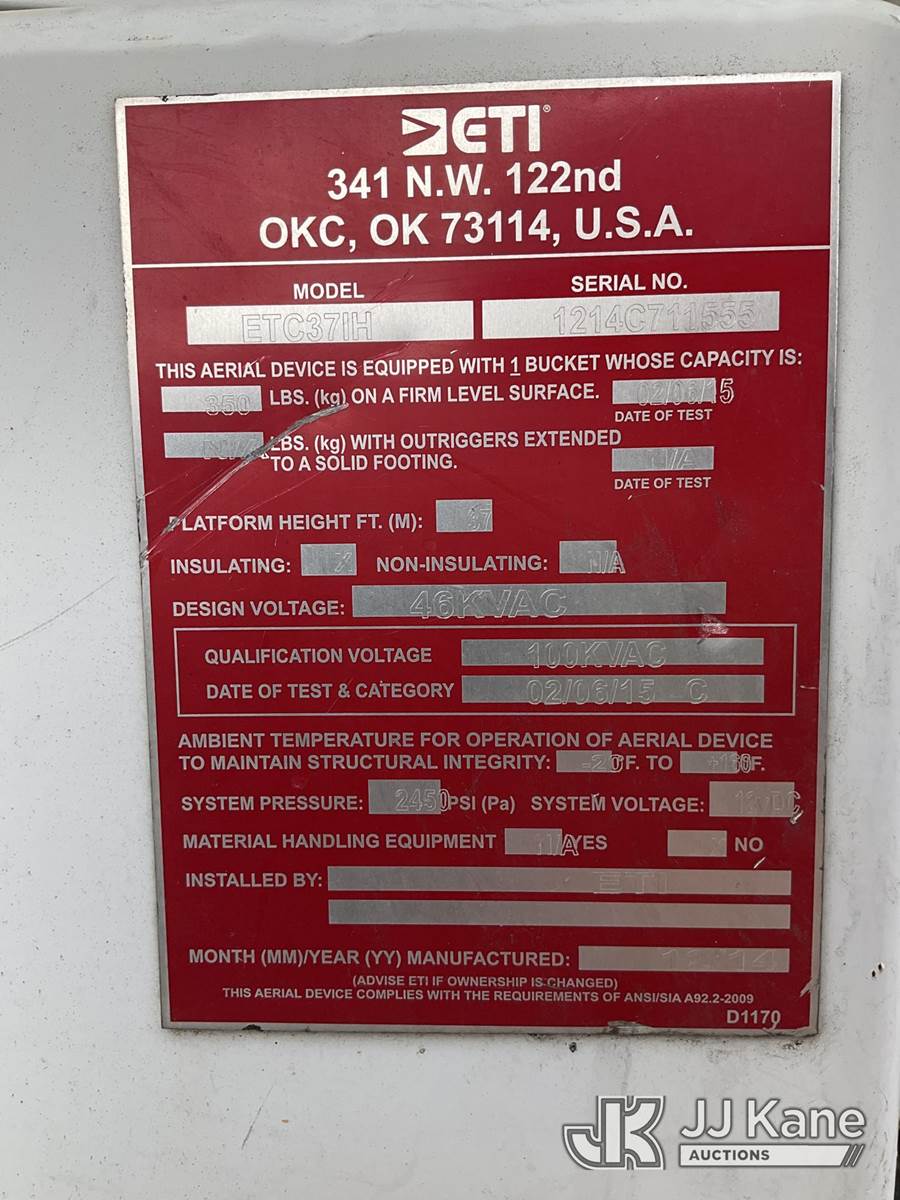 ETI®
341 N.W. 122nd
OKC, OK 73114, U.S.A.
MODEL SERIAL NO.
ETC37IH 1214C711555
THIS AERIAL DEVICE IS EQUIPPED WITH 1 BUCKET WHOSE CAPACITY IS:
350 LBS. (kg) ON A FIRM LEVEL SURFACE. 02/06/15
DATE OF TEST
N/A LBS. (kg) WITH OUTRIGGERS EXTENDED
TO A SOLID FOOTING. N/A
DATE OF TEST
PLATFORM HEIGHT FT. (M): 37
INSULATING: X NON-INSULATING: N/A
DESIGN VOLTAGE: 46KVAC
QUALIFICATION VOLTAGE 100KVAC
DATE OF TEST & CATEGORY 02/06/15 C
AMBIENT TEMPERATURE FOR OPERATION OF AERIAL DEVICE
TO MAINTAIN STRUCTURAL INTEGRITY: -20°F. TO F.
SYSTEM PRESSURE: 2450 PSI (Pa) SYSTEM VOLTAGE: 12VDC
MATERIAL HANDLING EQUIPMENT N/A YES X NO
INSTALLED BY: ETI
MONTH (MM)/YEAR (YY) MANUFACTURED: 12/14
(ADVISE ETI IF OWNERSHIP IS CHANGED)
THIS AERIAL DEVICE COMPLIES WITH THE REQUIREMENTS OF ANSI/SIA A92.2-2009
D1170
JK JJ Kane
AUCTIONS